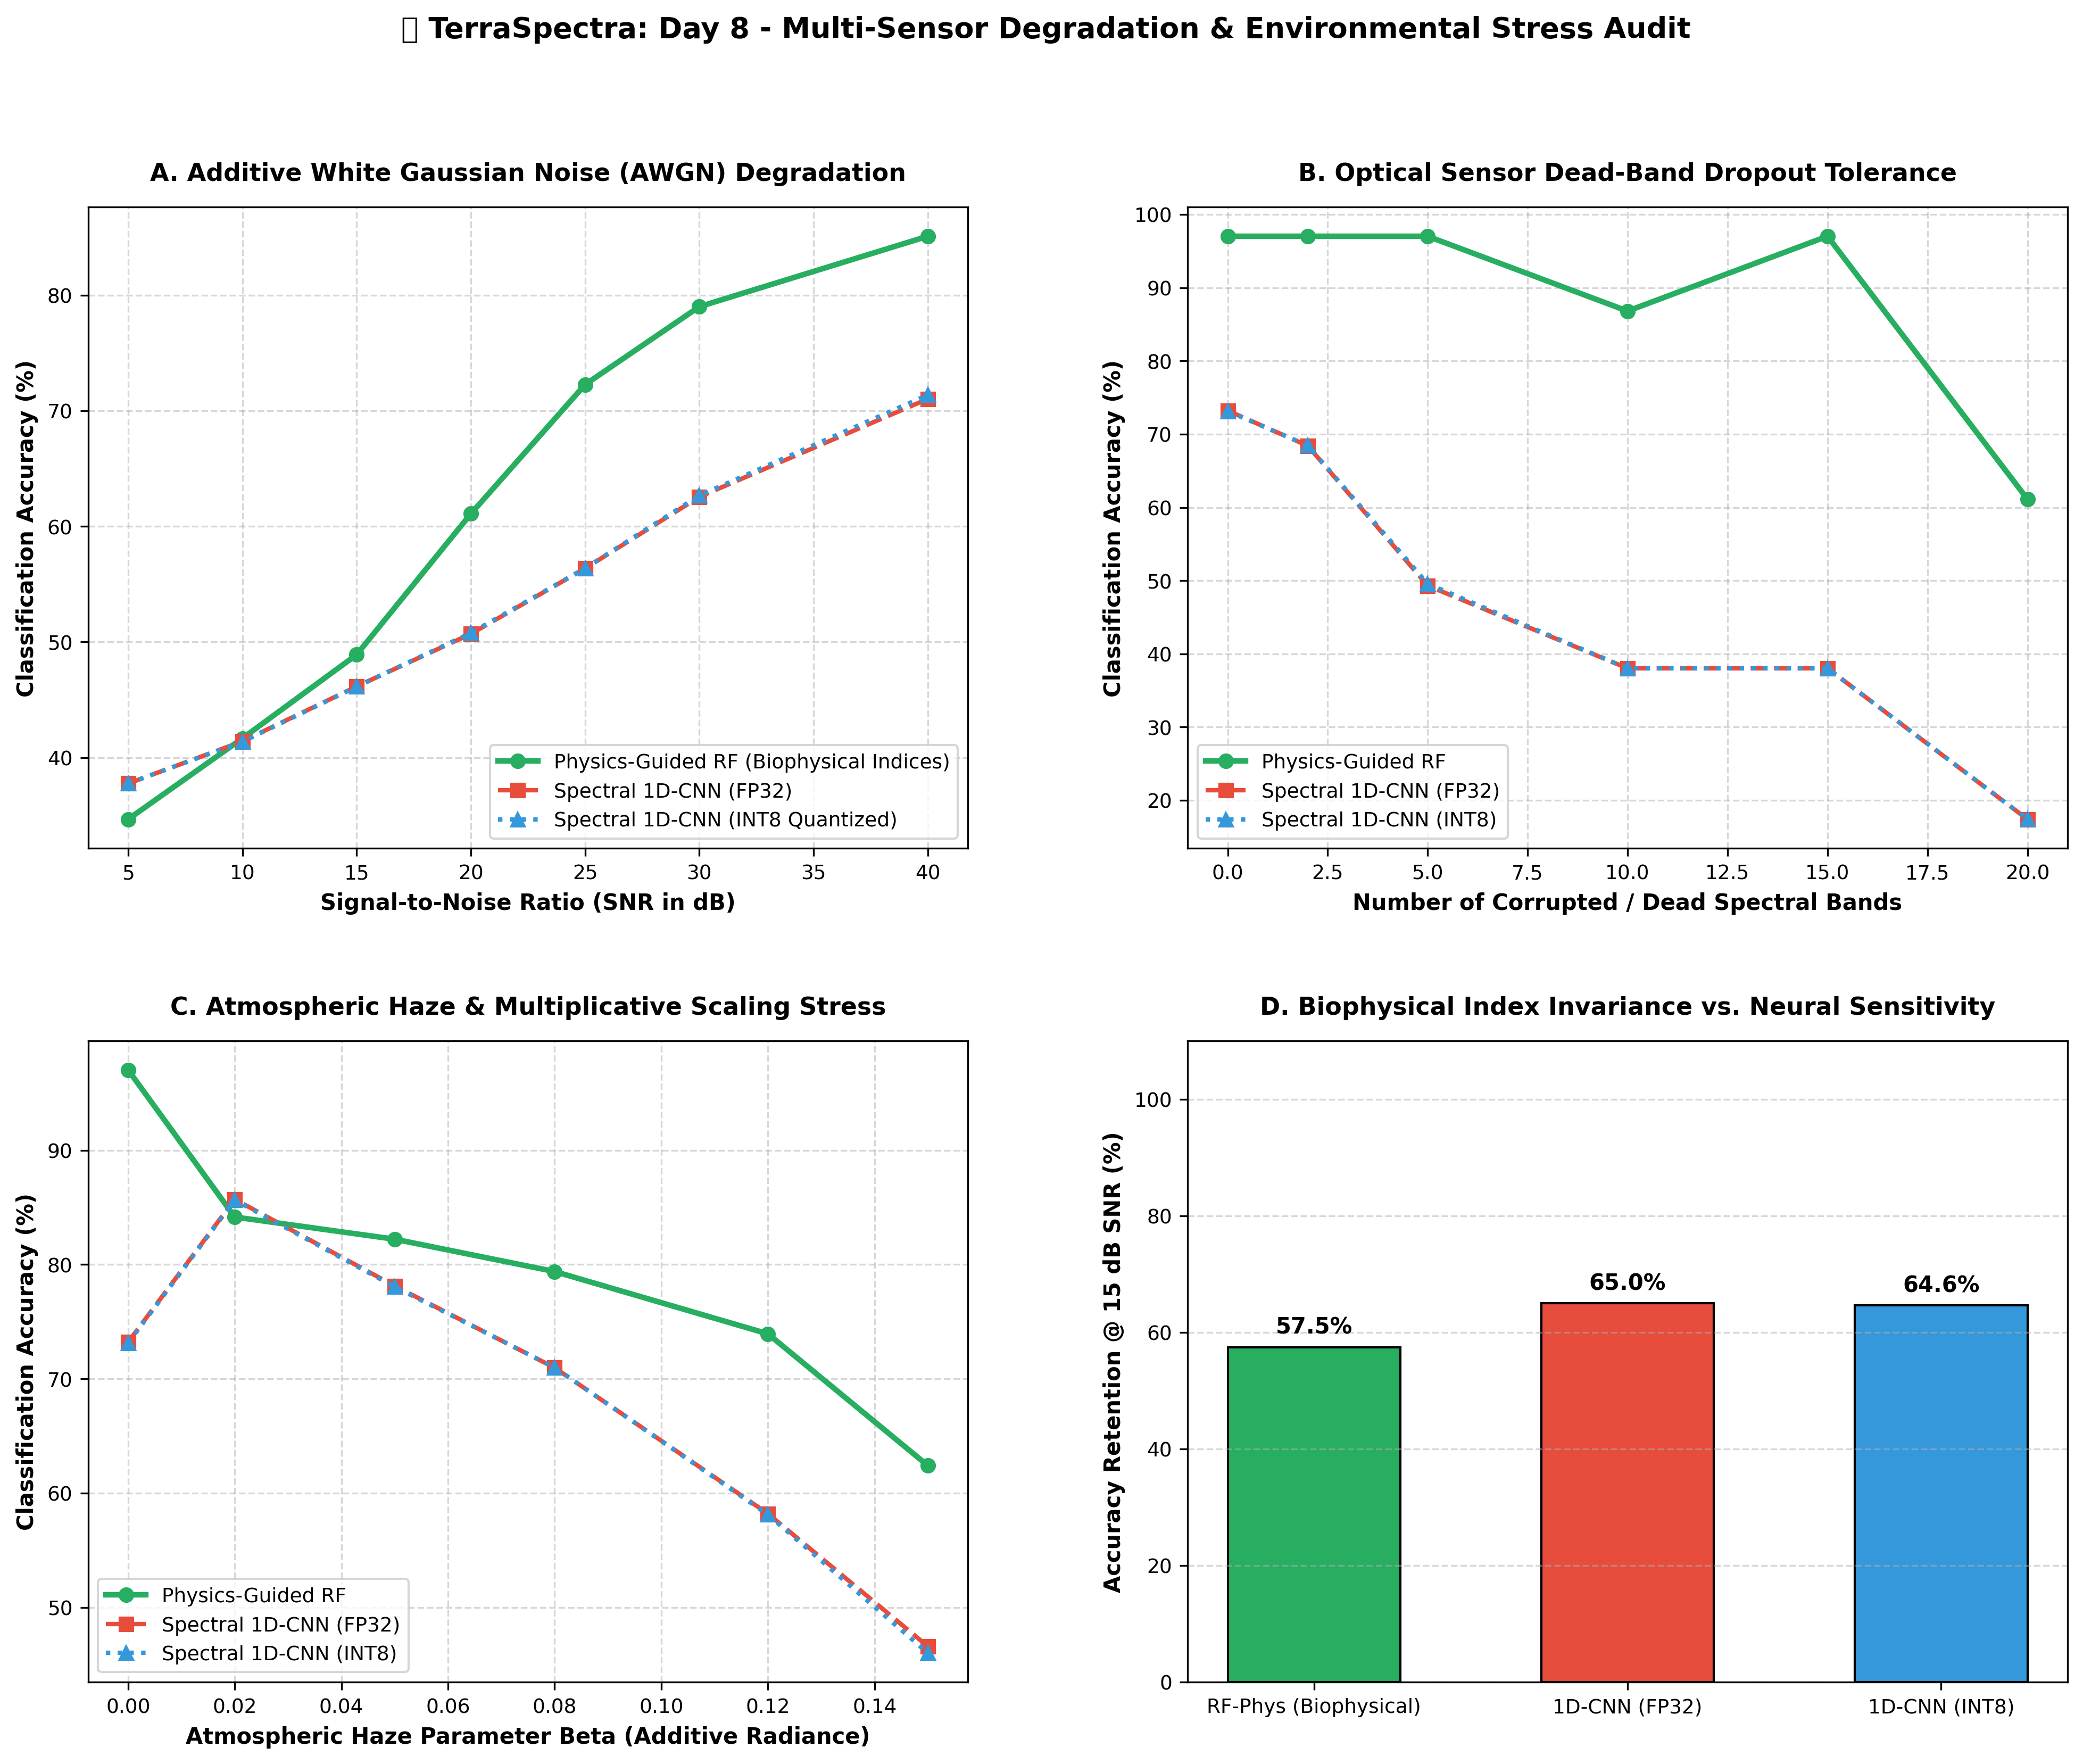 TerraSpectra: Day 8 - Multi-Sensor Degradation & Environmental Stress Audit
A. Additive White Gaussian Noise (AWGN) Degradation
Classification Accuracy (%)
80
70
60
50
40
Physics-Guided RF (Biophysical Indices)
Spectral 1D-CNN (FP32)
Spectral 1D-CNN (INT8 Quantized)
5 10 15 20 25 30 35 40
Signal-to-Noise Ratio (SNR in dB)
B. Optical Sensor Dead-Band Dropout Tolerance
Classification Accuracy (%)
100
90
80
70
60
50
40
30
20
Physics-Guided RF
Spectral 1D-CNN (FP32)
Spectral 1D-CNN (INT8)
0.0 2.5 5.0 7.5 10.0 12.5 15.0 17.5 20.0
Number of Corrupted / Dead Spectral Bands
C. Atmospheric Haze & Multiplicative Scaling Stress
Classification Accuracy (%)
90
80
70
60
50
Physics-Guided RF
Spectral 1D-CNN (FP32)
Spectral 1D-CNN (INT8)
0.00 0.02 0.04 0.06 0.08 0.10 0.12 0.14
Atmospheric Haze Parameter Beta (Additive Radiance)
D. Biophysical Index Invariance vs. Neural Sensitivity
Accuracy Retention @ 15 dB SNR (%)
100
80
60
40
20
0
57.5%
65.0%
64.6%
RF-Phys (Biophysical)
1D-CNN (FP32)
1D-CNN (INT8)